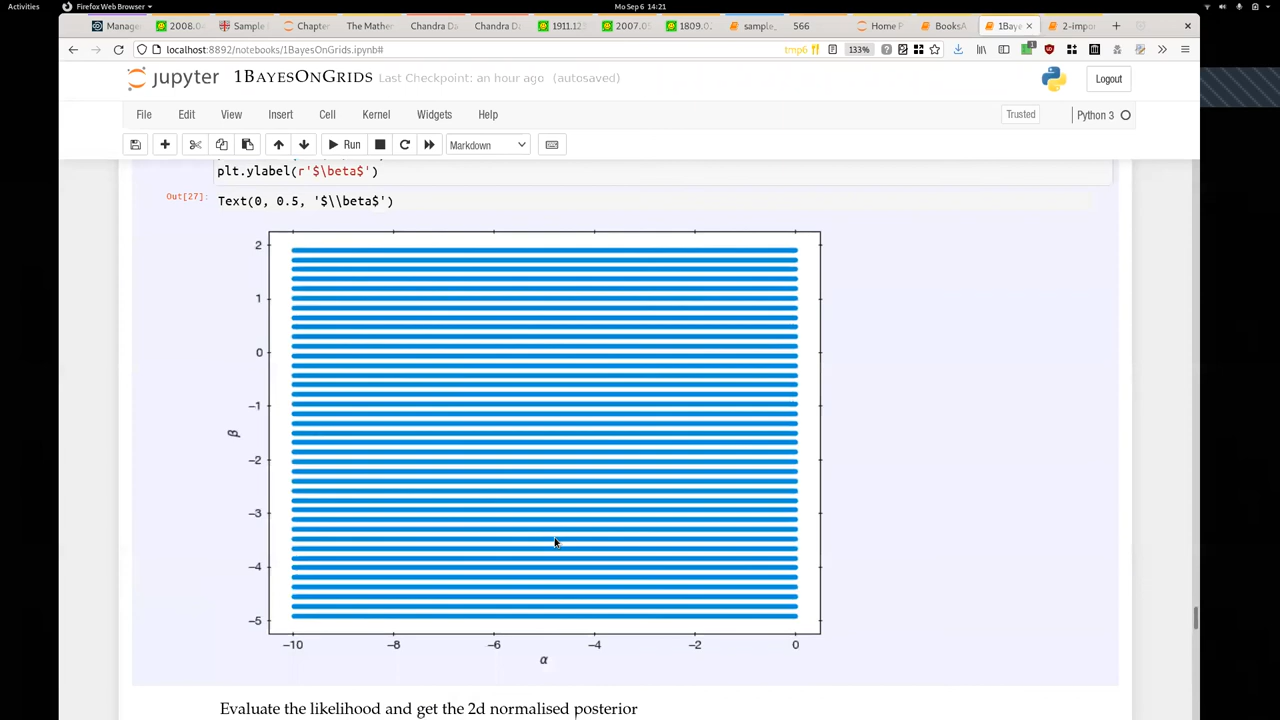 Activities Firefox Web Browser Mo Sep 6 14:21
Manage 2008.0 Sample Chapter The Mather Chandra Da Chandra Da 1911.12 2007.05 1809.0 sample_ 566 Home P BooksA 1Baye 2-impo
localhost:8892/notebooks/1BayesOnGrids.ipynb# tmp6 133%
jupyter 1BayesOnGrids Last Checkpoint: an hour ago (autosaved) Logout
File Edit View Insert Cell Kernel Widgets Help Trusted Python 3
Run Markdown
plt.ylabel(r'$\beta$')
Out[27]:
Text(0, 0.5, '$\\beta$')
2
1
0
−1
β
−2
−3
−4
−5
−10 −8 −6 −4 −2 0
α
Evaluate the likelihood and get the 2d normalised posterior